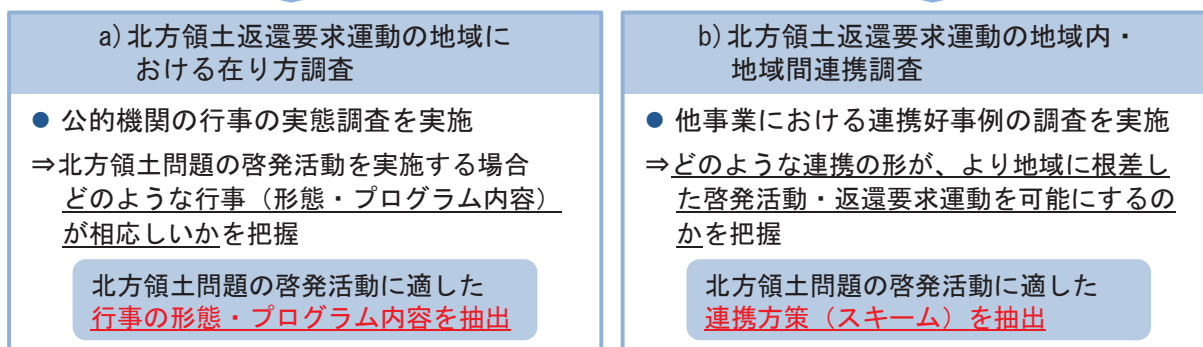 a)北方領土返還要求運動の地域に
おける在り方調査
● 公的機関の行事の実態調査を実施
⇒北方領土問題の啓発活動を実施する場合
どのような行事（形態・プログラム内容）
が相応しいかを把握
北方領土問題の啓発活動に適した
行事の形態・プログラム内容を抽出
b)北方領土返還要求運動の地域内・
地域間連携調査
● 他事業における連携好事例の調査を実施
⇒どのような連携の形が、より地域に根差し
た啓発活動・返還要求運動を可能にするの
かを把握
北方領土問題の啓発活動に適した
連携方策（スキーム）を抽出